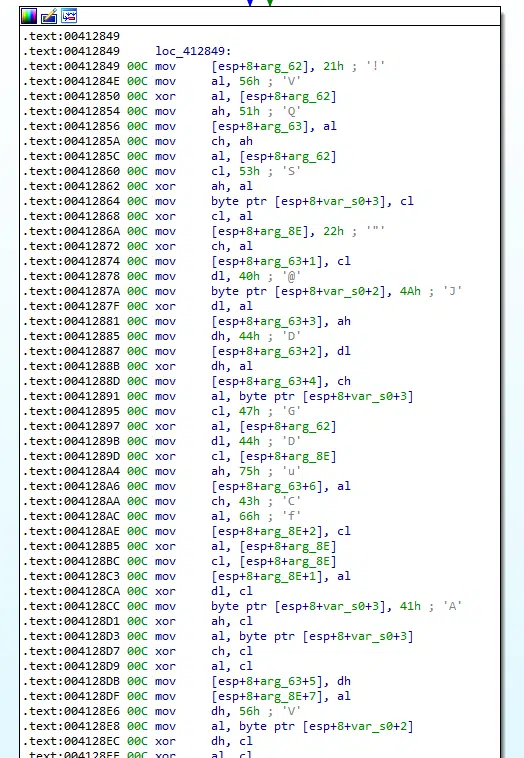 .text:00412849
.text:00412849     loc_412849:
.text:00412849 00C mov     [esp+8+arg_62], 21h ; '!'
.text:0041284E 00C mov     al, 56h ; 'V'
.text:00412850 00C xor     al, [esp+8+arg_62]
.text:00412854 00C mov     ah, 51h ; 'Q'
.text:00412856 00C mov     [esp+8+arg_63], al
.text:0041285A 00C mov     ch, ah
.text:0041285C 00C mov     al, [esp+8+arg_62]
.text:00412860 00C mov     cl, 53h ; 'S'
.text:00412862 00C xor     ah, al
.text:00412864 00C mov     byte ptr [esp+8+var_s0+3], cl
.text:00412868 00C xor     cl, al
.text:0041286A 00C mov     [esp+8+arg_8E], 22h ; '"'
.text:00412872 00C xor     ch, al
.text:00412874 00C mov     [esp+8+arg_63+1], cl
.text:00412878 00C mov     dl, 40h ; '@'
.text:0041287A 00C mov     byte ptr [esp+8+var_s0+2], 4Ah ; 'J'
.text:0041287F 00C xor     dl, al
.text:00412881 00C mov     [esp+8+arg_63+3], ah
.text:00412885 00C mov     dh, 44h ; 'D'
.text:00412887 00C mov     [esp+8+arg_63+2], dl
.text:0041288B 00C xor     dh, al
.text:0041288D 00C mov     [esp+8+arg_63+4], ch
.text:00412891 00C mov     al, byte ptr [esp+8+var_s0+3]
.text:00412895 00C mov     cl, 47h ; 'G'
.text:00412897 00C xor     al, [esp+8+arg_62]
.text:0041289B 00C mov     dl, 44h ; 'D'
.text:0041289D 00C xor     cl, [esp+8+arg_8E]
.text:004128A4 00C mov     ah, 75h ; 'u'
.text:004128A6 00C mov     [esp+8+arg_63+6], al
.text:004128AA 00C mov     ch, 43h ; 'C'
.text:004128AC 00C mov     al, 66h ; 'f'
.text:004128AE 00C mov     [esp+8+arg_8E+2], cl
.text:004128B5 00C xor     al, [esp+8+arg_8E]
.text:004128BC 00C mov     cl, [esp+8+arg_8E]
.text:004128C3 00C mov     [esp+8+arg_8E+1], al
.text:004128CA 00C xor     dl, cl
.text:004128CC 00C mov     byte ptr [esp+8+var_s0+3], 41h ; 'A'
.text:004128D1 00C xor     ah, cl
.text:004128D3 00C mov     al, byte ptr [esp+8+var_s0+3]
.text:004128D7 00C xor     ch, cl
.text:004128D9 00C xor     al, cl
.text:004128DB 00C mov     [esp+8+arg_63+5], dh
.text:004128DF 00C mov     [esp+8+arg_8E+7], al
.text:004128E6 00C mov     dh, 56h ; 'V'
.text:004128E8 00C mov     al, byte ptr [esp+8+var_s0+2]
.text:004128EC 00C xor     dh, cl
.text:004128EE 00C xor     al, cl